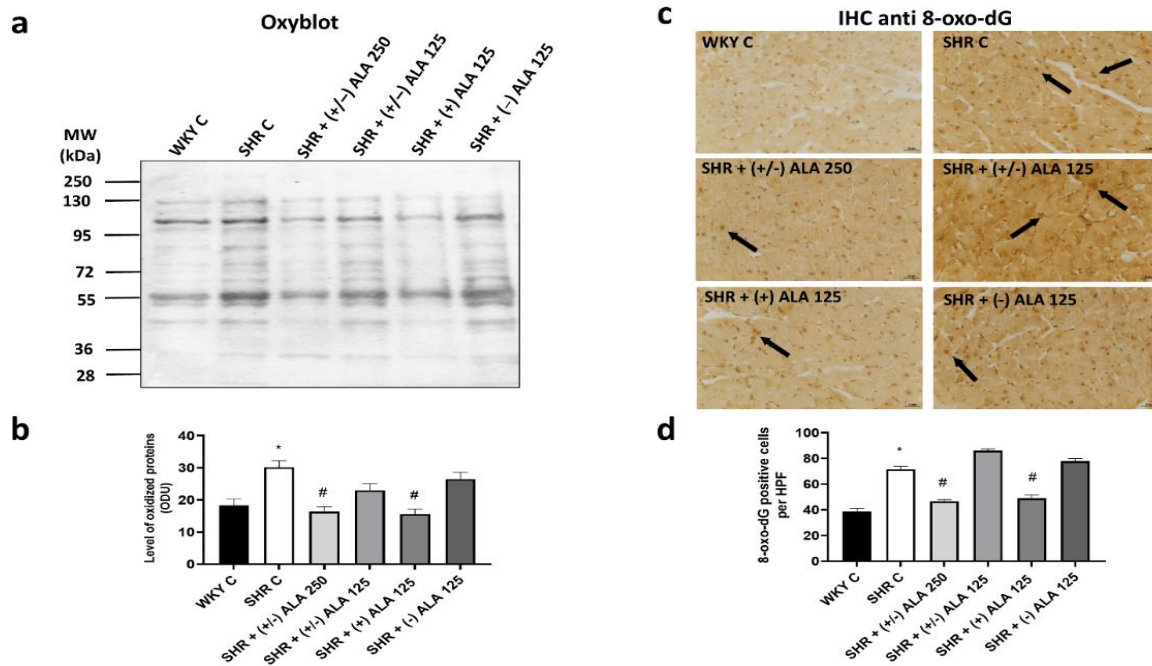 a
Oxyblot
WKY C
SHR C
SHR + (+/–) ALA 250
SHR + (+/–) ALA 125
SHR + (+) ALA 125
SHR + (–) ALA 125
MW
(kDa)
250
130
95
72
55
36
28
b
Level of oxidized proteins
(ODU)
40
30
20
10
0
*
#
#
WKY C
SHR C
SHR + (+/-) ALA 250
SHR + (+/-) ALA 125
SHR + (+) ALA 125
SHR + (-) ALA 125
c
IHC anti 8-oxo-dG
WKY C
SHR C
SHR + (+/-) ALA 250
SHR + (+/-) ALA 125
SHR + (+) ALA 125
SHR + (-) ALA 125
d
8-oxo-dG positive cells
per HPF
100
80
60
40
20
0
*
#
#
WKY C
SHR C
SHR + (+/-) ALA 250
SHR + (+/-) ALA 125
SHR + (+) ALA 125
SHR + (-) ALA 125